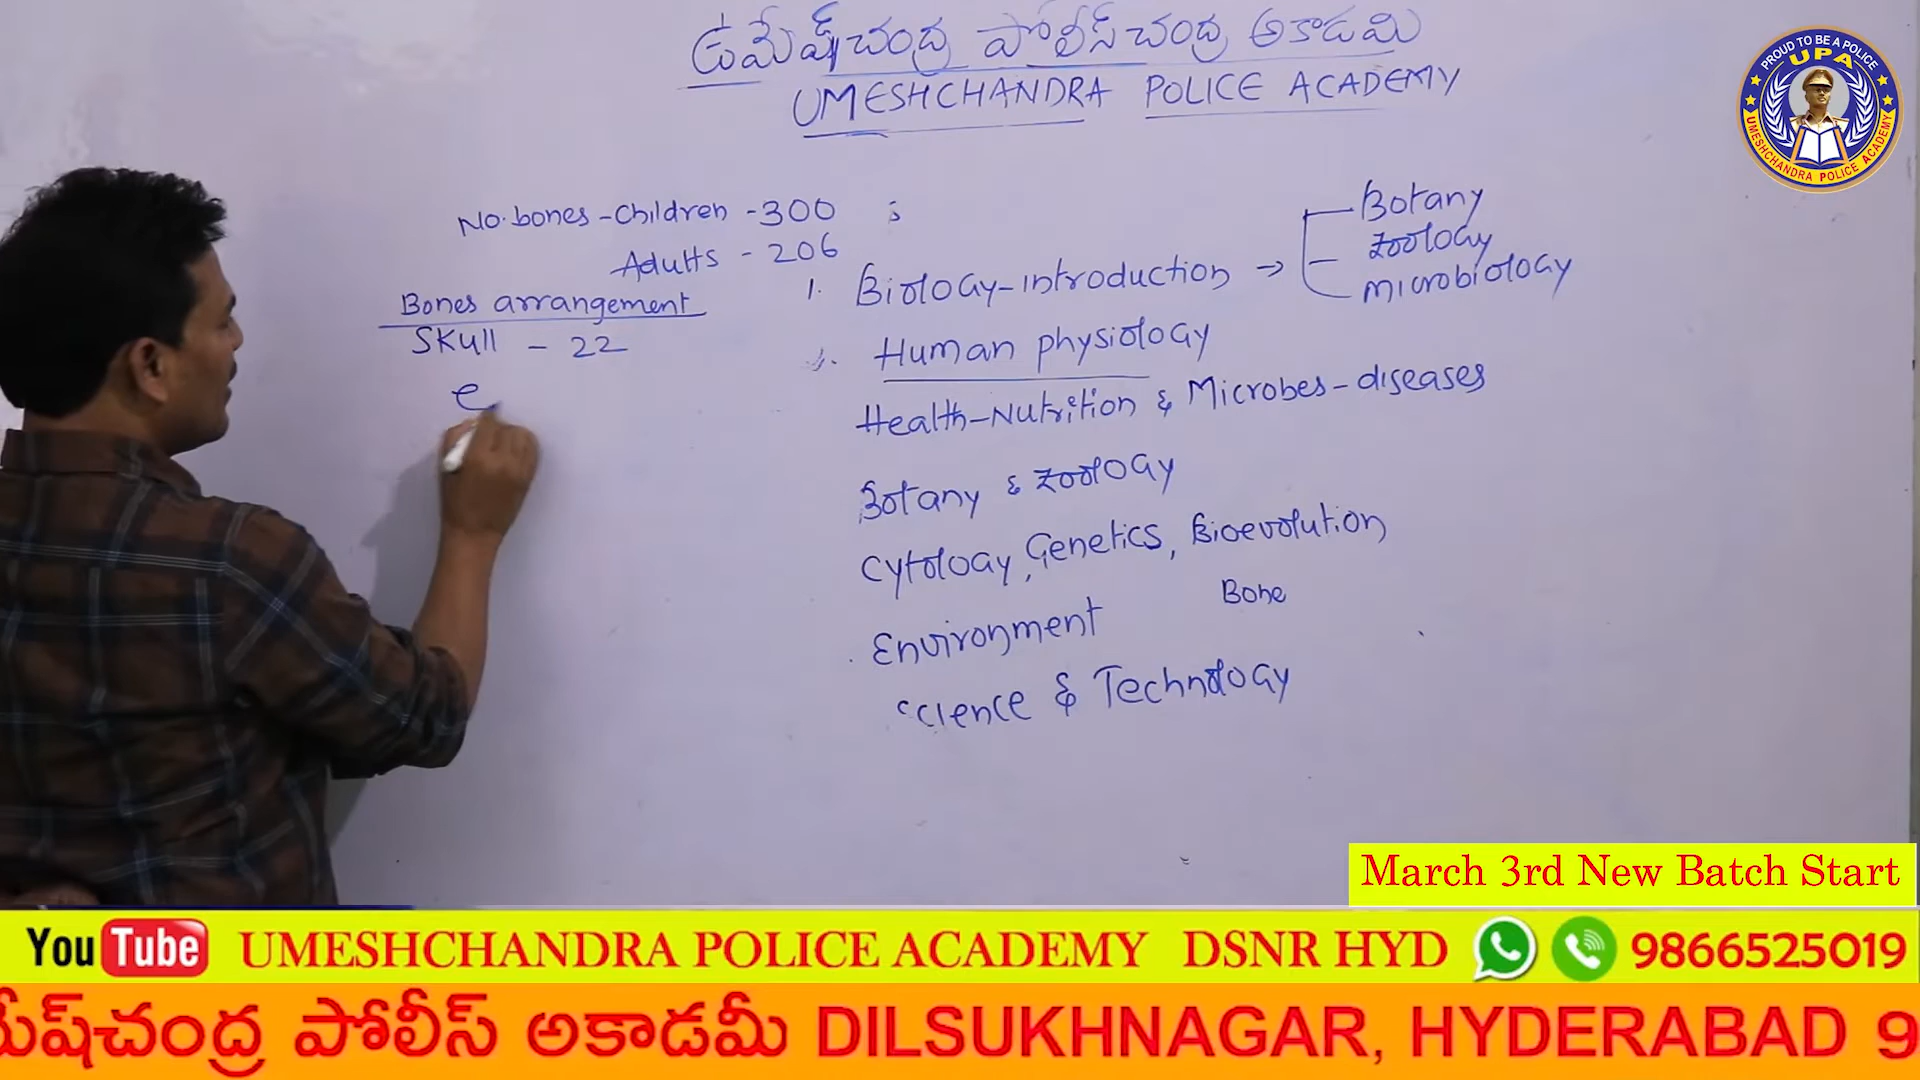 ఉమేష్ చంద్ర పోలీస్ చంద్ర అకాడమి
UMESHCHANDRA POLICE ACADEMY
PROUD TO BE A POLICE
UPA
UMESHCHANDRA POLICE ACADEMY
No.bones - Children - 300
Adults - 206
Bones arrangement
Skull - 22
e
1. Biology-introduction →
Botany
Zoology
Microbiology
Human physiology
Health-Nutrition & Microbes-diseases
Botany & Zoology
Cytology, Genetics, Bioevolution
Bone
Environment
Science & Technology
March 3rd New Batch Start
YouTube UMESHCHANDRA POLICE ACADEMY DSNR HYD 9866525019
మేష్‌చంద్ర పోలీస్ అకాడమీ DILSUKHNAGAR, HYDERABAD 9